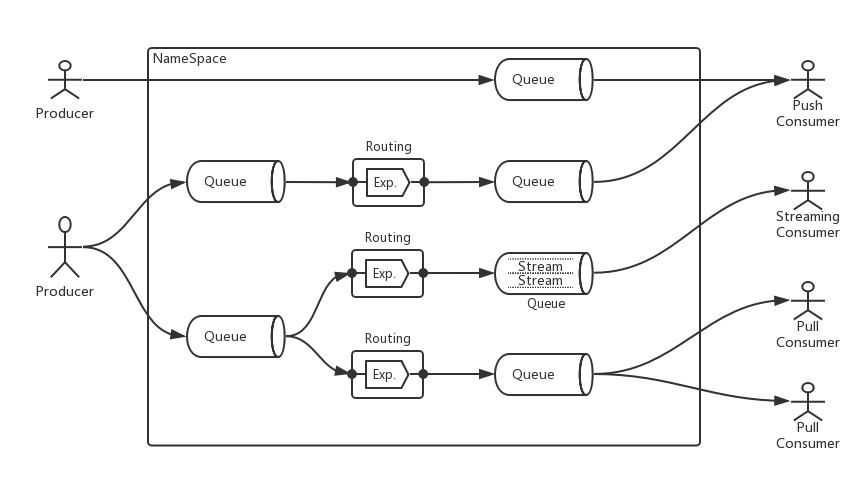 NameSpace
Producer
Queue
Push
Consumer
Routing
Queue
Exp.
Queue
Streaming
Consumer
Producer
Routing
Exp.
Stream
Stream
Queue
Queue
Routing
Exp.
Queue
Pull
Consumer
Pull
Consumer